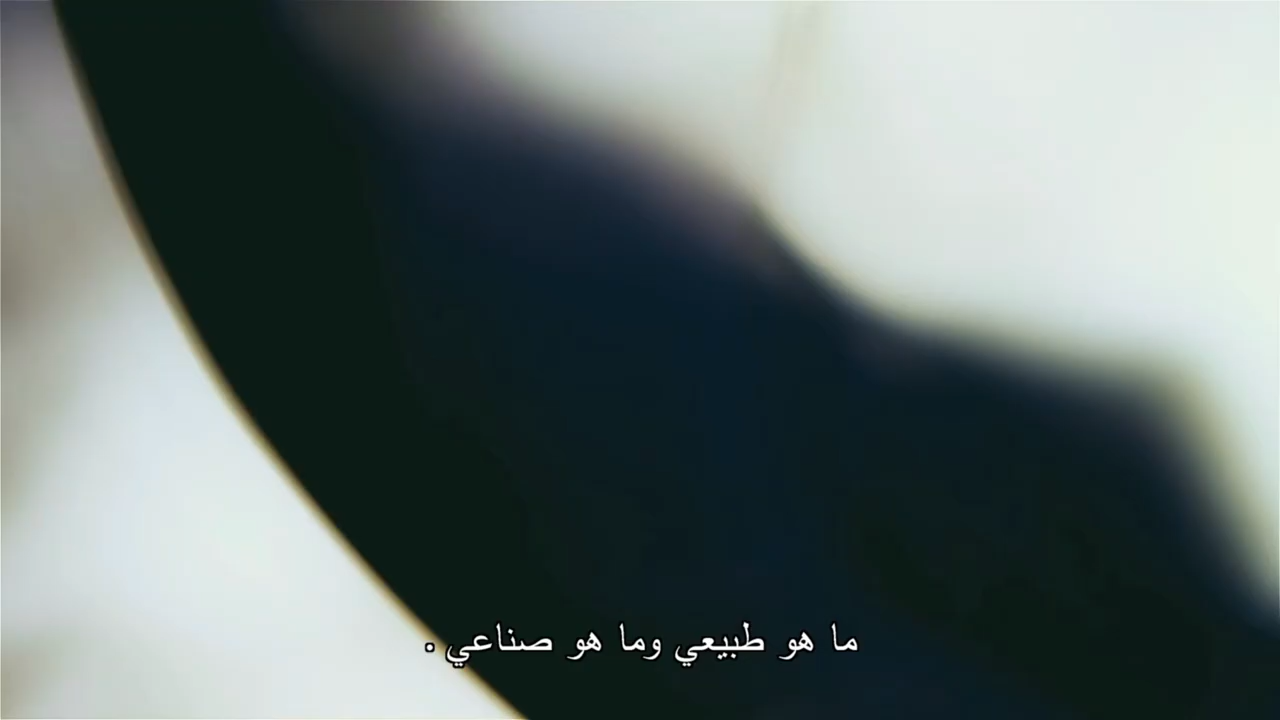 ما هو طبيعي وما هو صناعي .